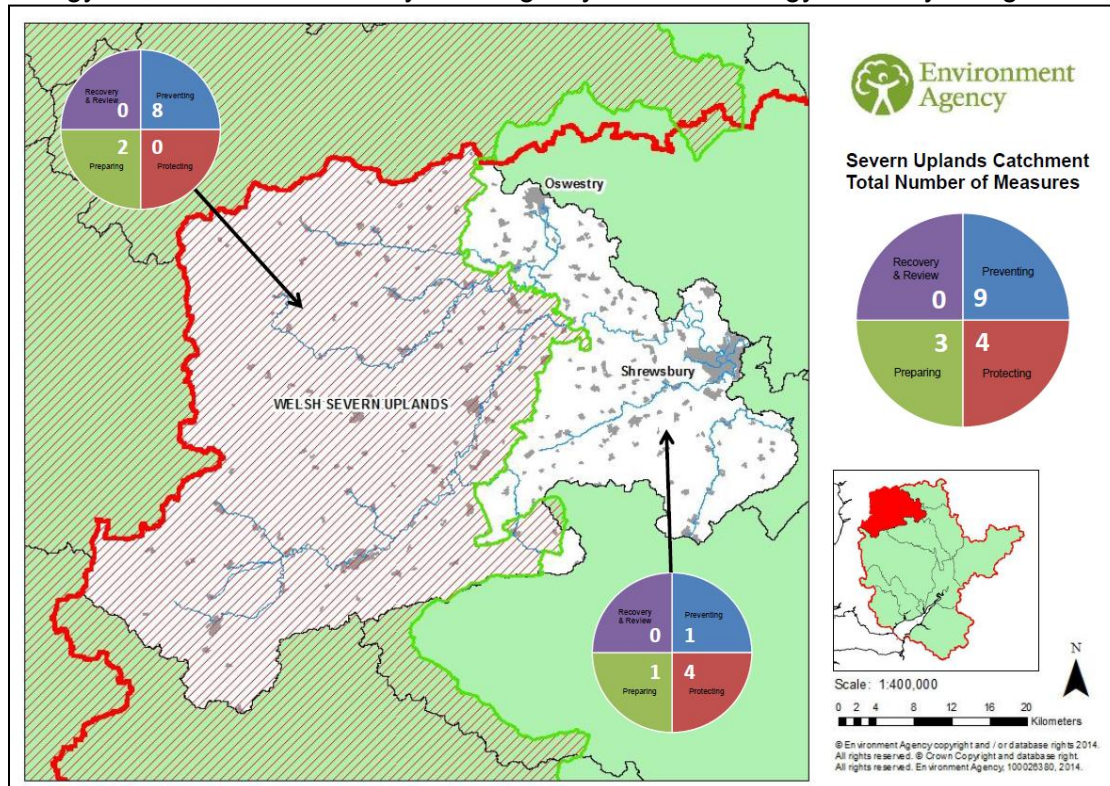 Recovery
& Review
0
Preventing
8
2
Preparing
0
Protecting
Oswestry
Shrewsbury
WELSH SEVERN UPLANDS
Recovery
& Review
0
Preventing
1
1
Preparing
4
Protecting
Environment
Agency
Severn Uplands Catchment
Total Number of Measures
Recovery
& Review
0
Preventing
9
3
Preparing
4
Protecting
N
Scale: 1:400,000
0 2 4 8 12 16 20
Kilometers
© Environment Agency copyright and / or database rights 2014.
All rights reserved. © Crown Copyright and database right.
All rights reserved. Environment Agency, 100026380, 2014.